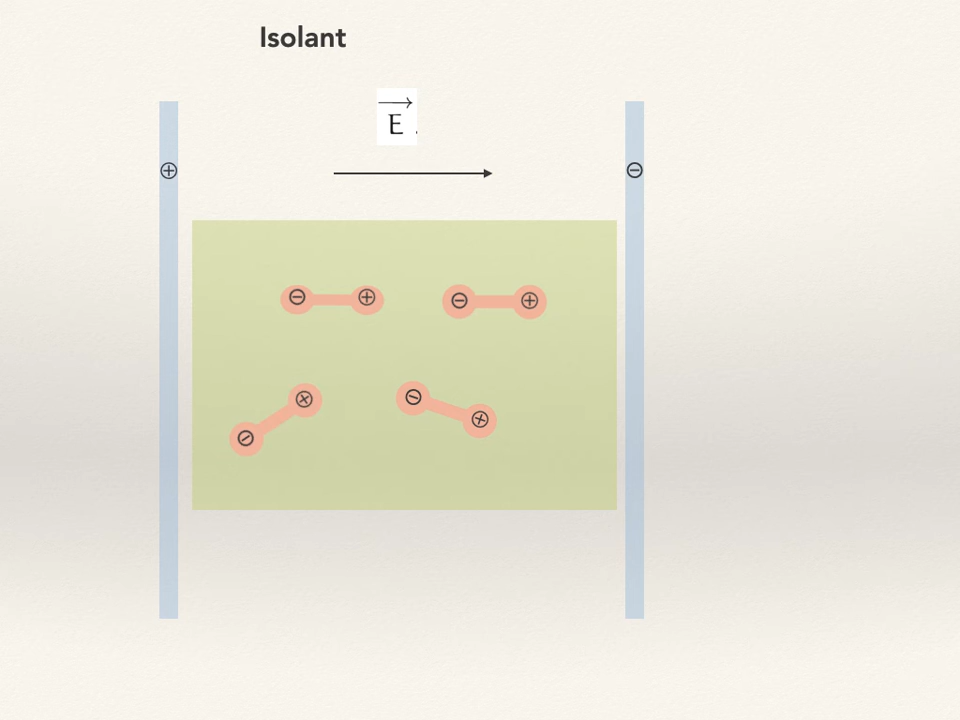 Isolant
E .
⊕ ⊖
⊖ ⊕ ⊖ ⊕
⊖ ⊕ ⊖ ⊕